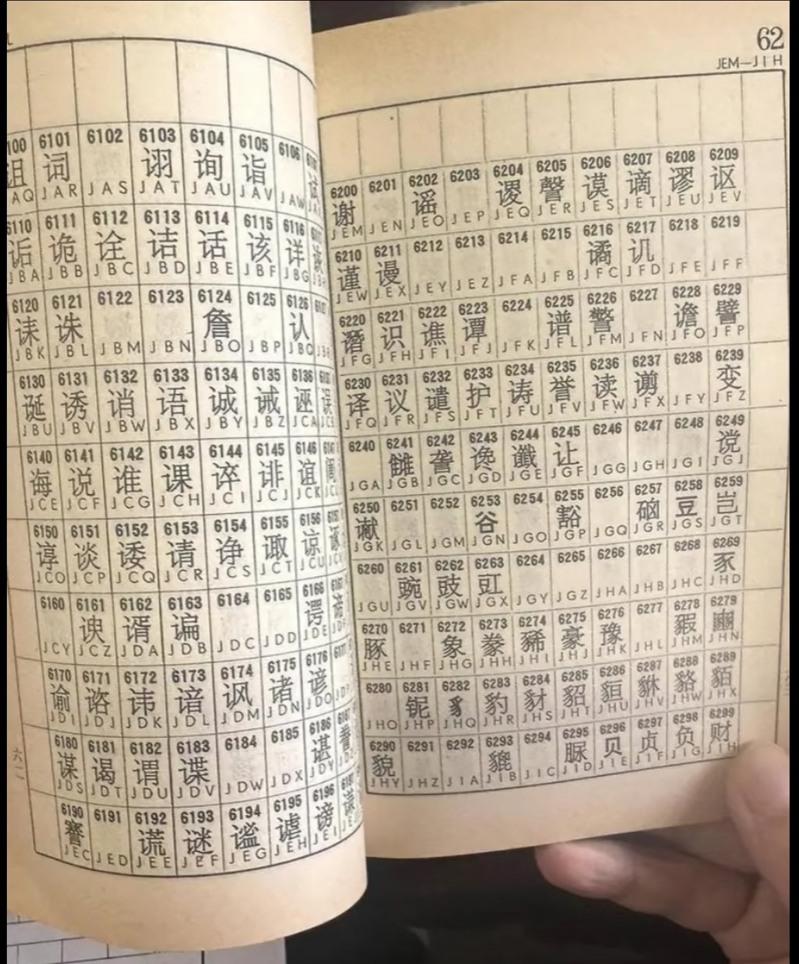 6100 6101 6102 6103 6104 6105 6106
诅 词 诩 询 诣
AQ JAR JAS JAT JAU JAV JAW
6110 6111 6112 6113 6114 6115 6116
诟 诡 诠 诘 话 该 详
JBA JBB JBC JBD JBE JBF JBG
6120 6121 6122 6123 6124 6125 6126
诔 诛 詹 认
JBK JBL JBM JBN JBO JBP JBQ
6130 6131 6132 6133 6134 6135 6136
诞 诱 诮 语 诚 诫 诬 误
JBU JBV JBW JBX JBY JBZ JCA
6140 6141 6142 6143 6144 6145 6146
诲 说 谁 课 谇 诽 谊
JCE JCF JCG JCH JCI JCJ JCK
6150 6151 6152 6153 6154 6155 6156
谆 谈 诿 请 诤 诹 谅
JCO JCP JCQ JCR JCS JCT JCU
6160 6161 6162 6163 6164 6165 6166
谀 谞 谝 谔
JCY JCZ JDA JDB JDC JDD JDE
6170 6171 6172 6173 6174 6175 6176
谕 谘 讳 谙 讽 诸 谚
JDI JDJ JDK JDL JDM JDN JDO
6180 6181 6182 6183 6184 6185 6186
谋 谒 谓 谍 谌
JDS JDT JDU JDV JDW JDX JDY
6190 6191 6192 6193 6194 6195 6196
謇 谎 谜 谧 谑 谤
JEC JED JEE JEF JEG JEH JEI
六二
62
JEM—JIH
6200 6201 6202 6203 6204 6205 6206 6207 6208 6209
谢 谣 谡 謦 谟 谪 谬 讴
JEM JEN JEO JEP JEQ JER JES JET JEU JEV
6210 6211 6212 6213 6214 6215 6216 6217 6218 6219
谨 谩 谲 讥
JEW JEX JEY JEZ JFA JFB JFC JFD JFE JFF
6220 6221 6222 6223 6224 6225 6226 6227 6228 6229
谮 识 谯 谭 谱 警 谵 譬
JFG JFH JFI JFJ JFK JFL JFM JFN JFO JFP
6230 6231 6232 6233 6234 6235 6236 6237 6238 6239
译 议 谴 护 诪 誉 读 谫 变
JFQ JFR JFS JFT JFU JFV JFW JFX JFY JFZ
6240 6241 6242 6243 6244 6245 6246 6247 6248 6249
雠 詟 谗 谶 让 谠
JGA JGB JGC JGD JGE JGF JGG JGH JGI JGJ
6250 6251 6252 6253 6254 6255 6256 6257 6258 6259
谳 谷 豁 豆 岂
JGK JGL JGM JGN JGO JGP JGQ JGR JGS JGT
6260 6261 6262 6263 6264 6265 6266 6267 6268 6269
豌 豉 豇 豕
JGU JGV JGW JGX JGY JGZ JHA JHB JHC JHD
6270 6271 6272 6273 6274 6275 6276 6277 6278 6279
豚 象 豢 豨 豪 豫 豭 豳
JHE JHF JHG JHH JHI JHJ JHK JHL JHM JHN
6280 6281 6282 6283 6284 6285 6286 6287 6288 6289
豸 豹 豺 貂 貆 貅 貉 貊
JHO JHP JHQ JHR JHS JHT JHU JHV JHW JHX
6290 6291 6292 6293 6294 6295 6296 6297 6298 6299
貌 貔 贝 贞 负 财
JHY JHZ JIA JIB JIC JID JIE JIF JIG JIH